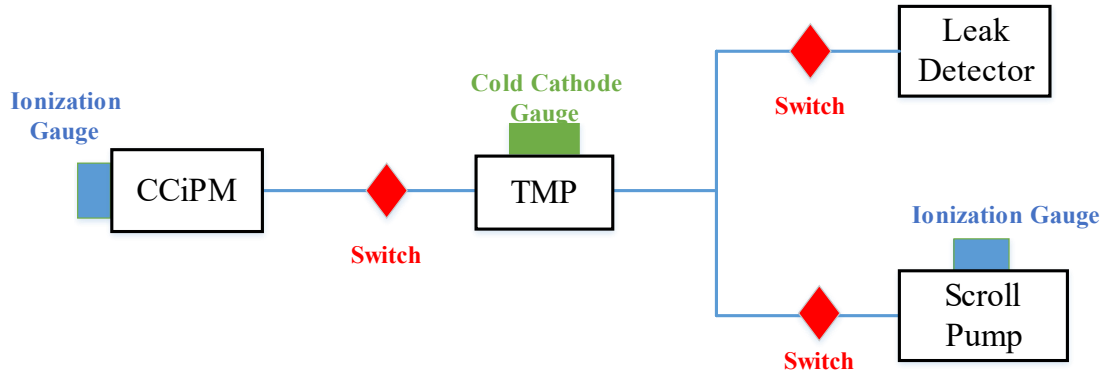 Leak
Detector
Switch
Cold Cathode
Gauge
Ionization
Gauge
CCiPM
TMP
Switch
Ionization Gauge
Scroll
Pump
Switch